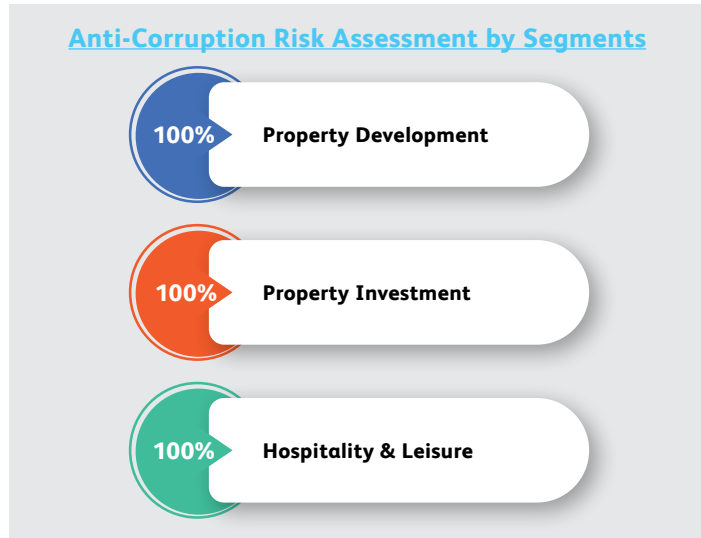 Anti-Corruption Risk Assessment by Segments
100% Property Development
100% Property Investment
100% Hospitality & Leisure